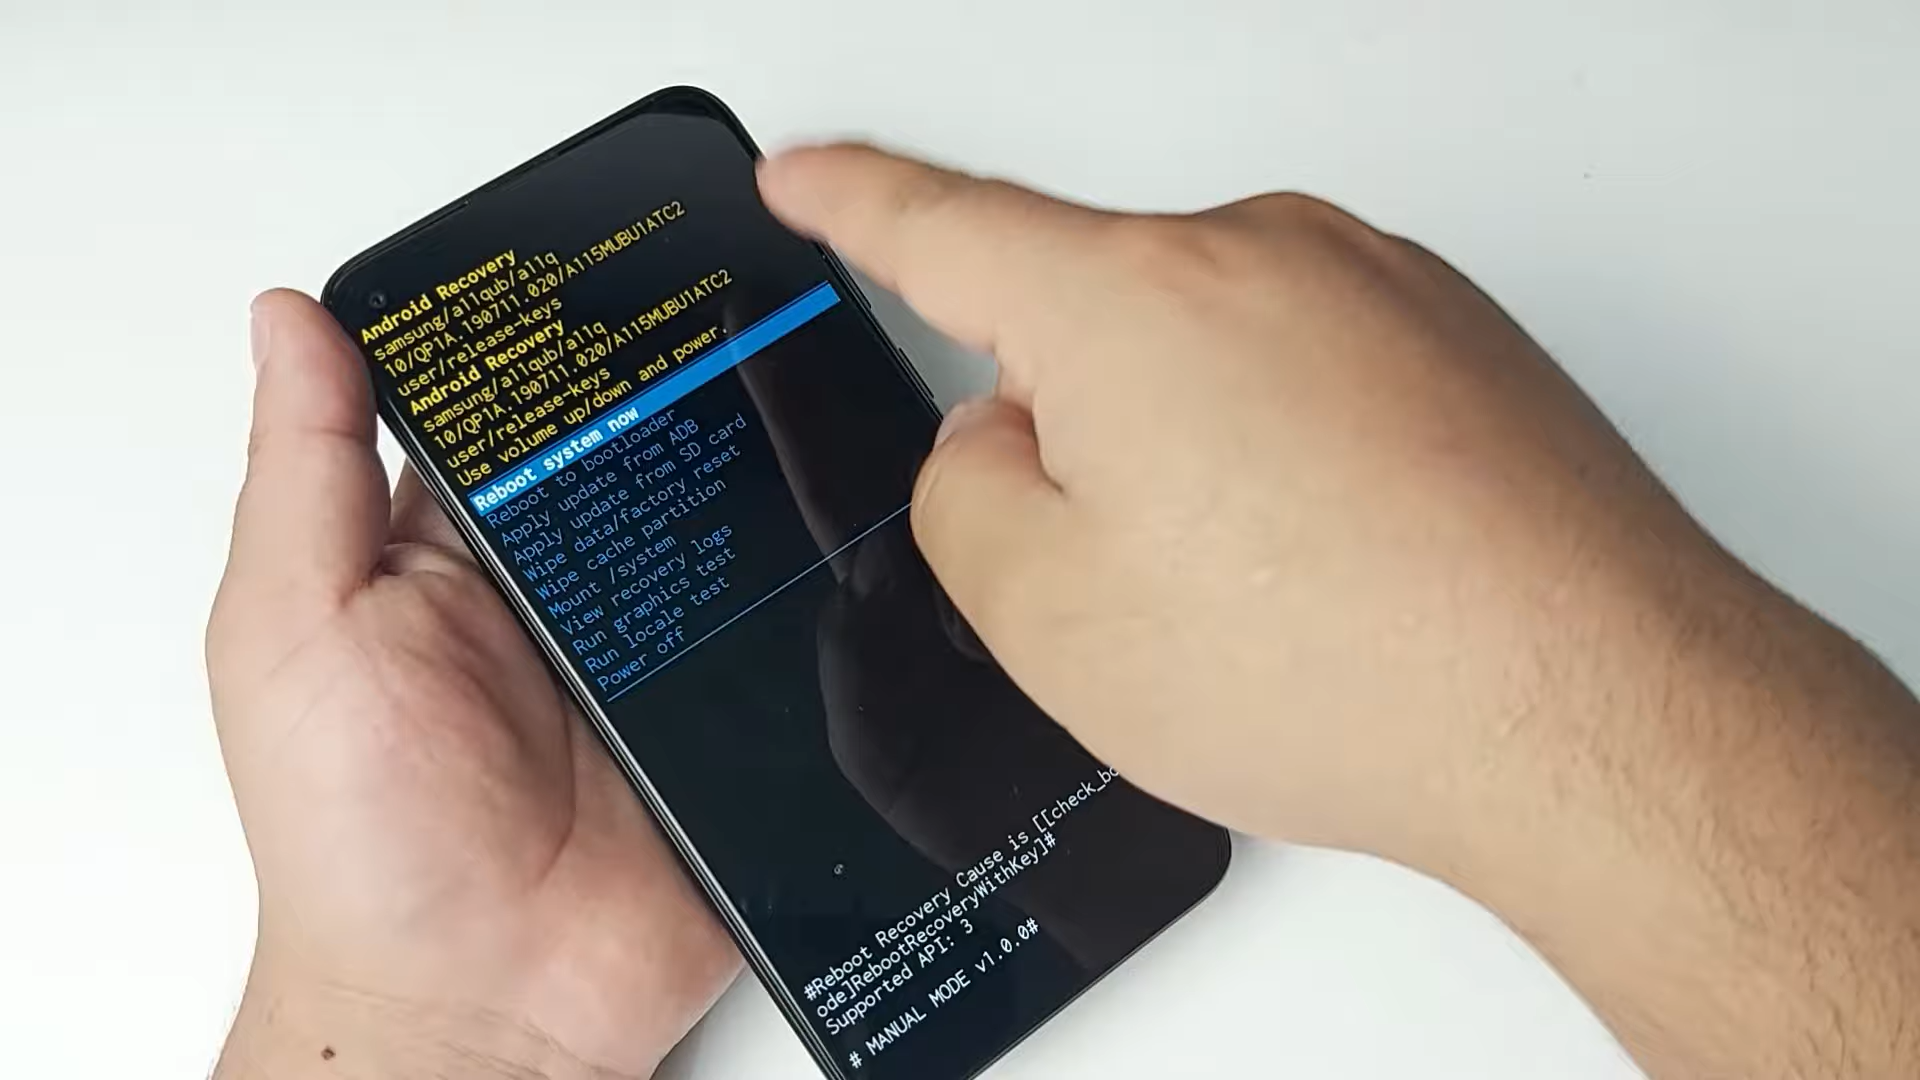 Android Recovery
samsung/a11qub/a11q
10/QP1A.190711.020/A115MUBU1ATC2
user/release-keys
Android Recovery
samsung/a11qub/a11q
10/QP1A.190711.020/A115MUBU1ATC2
user/release-keys
Use volume up/down and power.
Reboot system now
Reboot to bootloader
Apply update from ADB
Apply update from SD card
Wipe data/factory reset
Wipe cache partition
Mount /system
View recovery logs
Run graphics test
Run locale test
Power off
#Reboot Recovery Cause is [[check_bo
ode]RebootRecoveryWithKey]#
Supported API: 3
# MANUAL MODE v1.0.0#